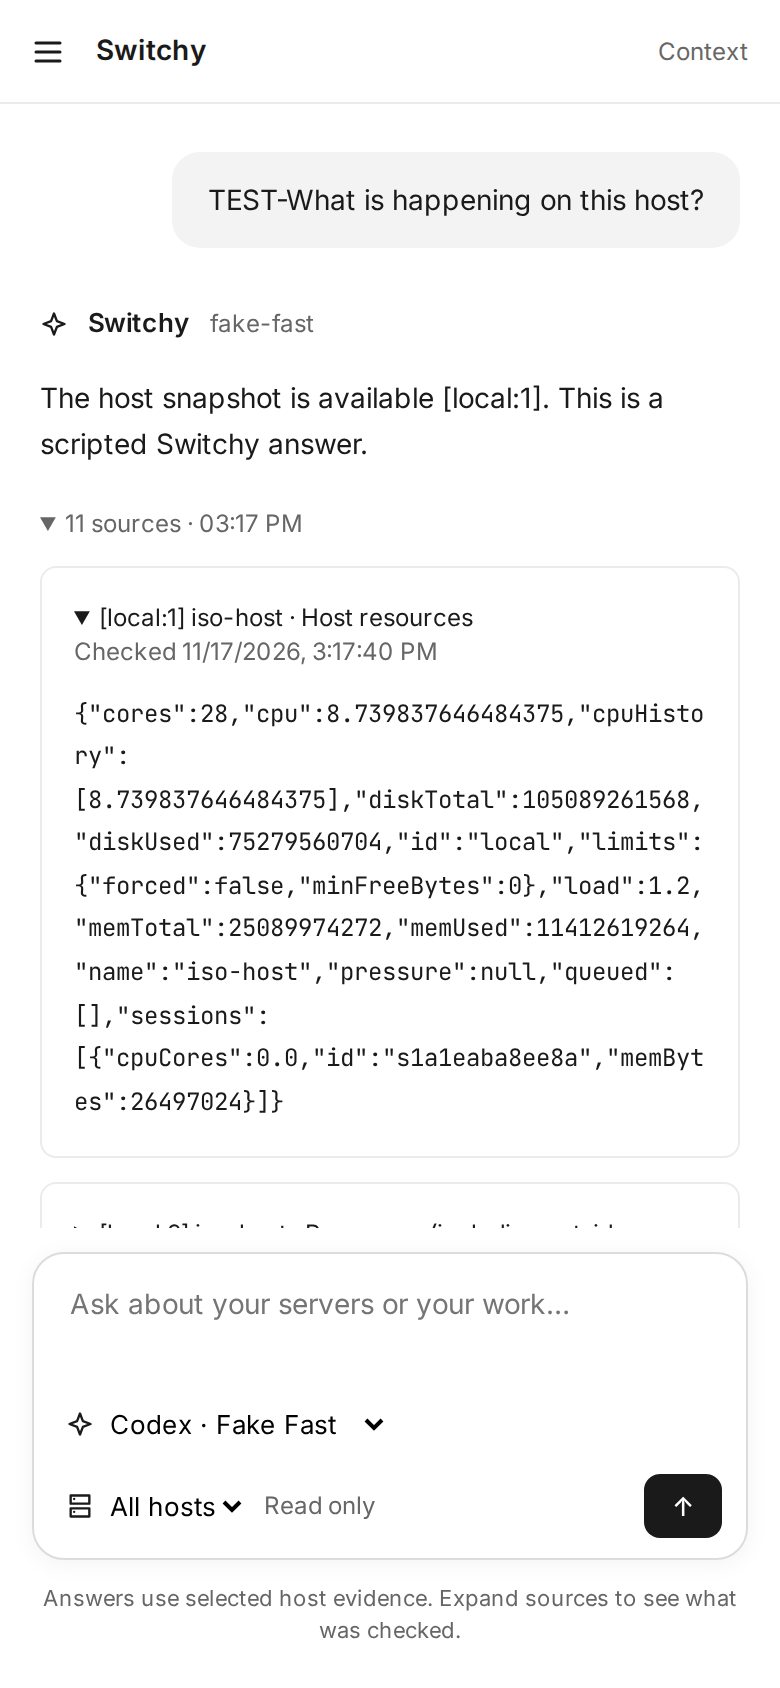 Switchy
Context
TEST-What is happening on this host?
Switchy fake-fast
The host snapshot is available [local:1]. This is a
scripted Switchy answer.
▼ 11 sources · 03:17 PM
▼ [local:1] iso-host · Host resources
Checked 11/17/2026, 3:17:40 PM
{"cores":28,"cpu":8.739837646484375,"cpuHisto
ry":
[8.739837646484375],"diskTotal":105089261568,
"diskUsed":75279560704,"id":"local","limits":
{"forced":false,"minFreeBytes":0},"load":1.2,
"memTotal":25089974272,"memUsed":11412619264,
"name":"iso-host","pressure":null,"queued":
[],"sessions":
[{"cpuCores":0.0,"id":"s1a1eaba8ee8a","memByt
es":26497024}]}
Ask about your servers or your work...
Codex · Fake Fast
All hosts Read only
Answers use selected host evidence. Expand sources to see what
was checked.